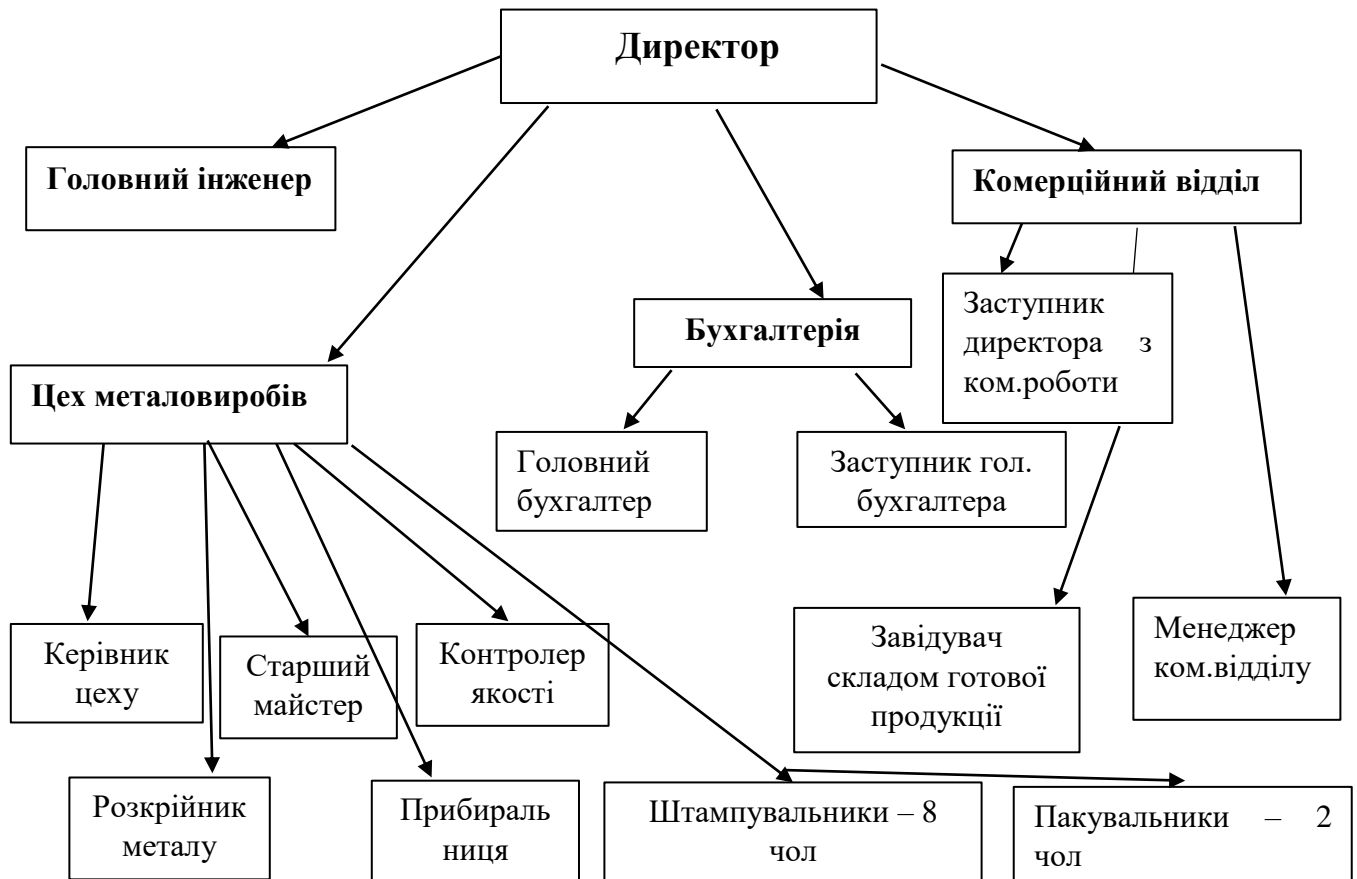 Директор
Головний інженер
Комерційний відділ
Заступник
директора з
ком.роботи
Бухгалтерія
Цех металовиробів
Головний
бухгалтер
Заступник гол.
бухгалтера
Керівник
цеху
Старший
майстер
Контролер
якості
Завідувач
складом готової
продукції
Менеджер
ком.відділу
Розкрійник
металу
Прибираль
ниця
Штампувальники – 8
чол
Пакувальники – 2
чол